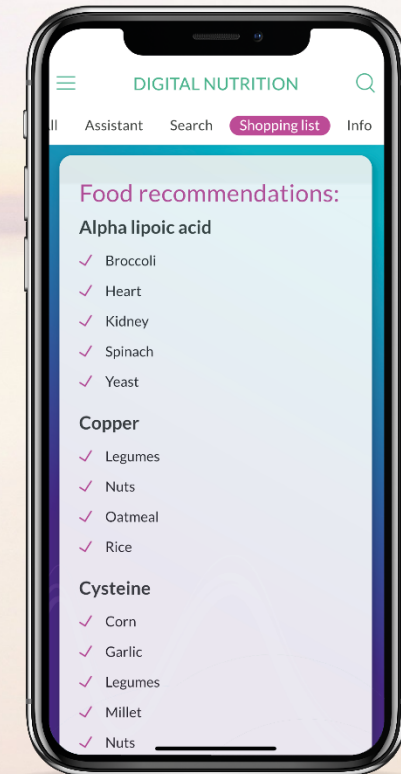 DIGITAL NUTRITION
ll Assistant Search Shopping list Info
Food recommendations:
Alpha lipoic acid
Broccoli
Heart
Kidney
Spinach
Yeast
Copper
Legumes
Nuts
Oatmeal
Rice
Cysteine
Corn
Garlic
Legumes
Millet
Nuts